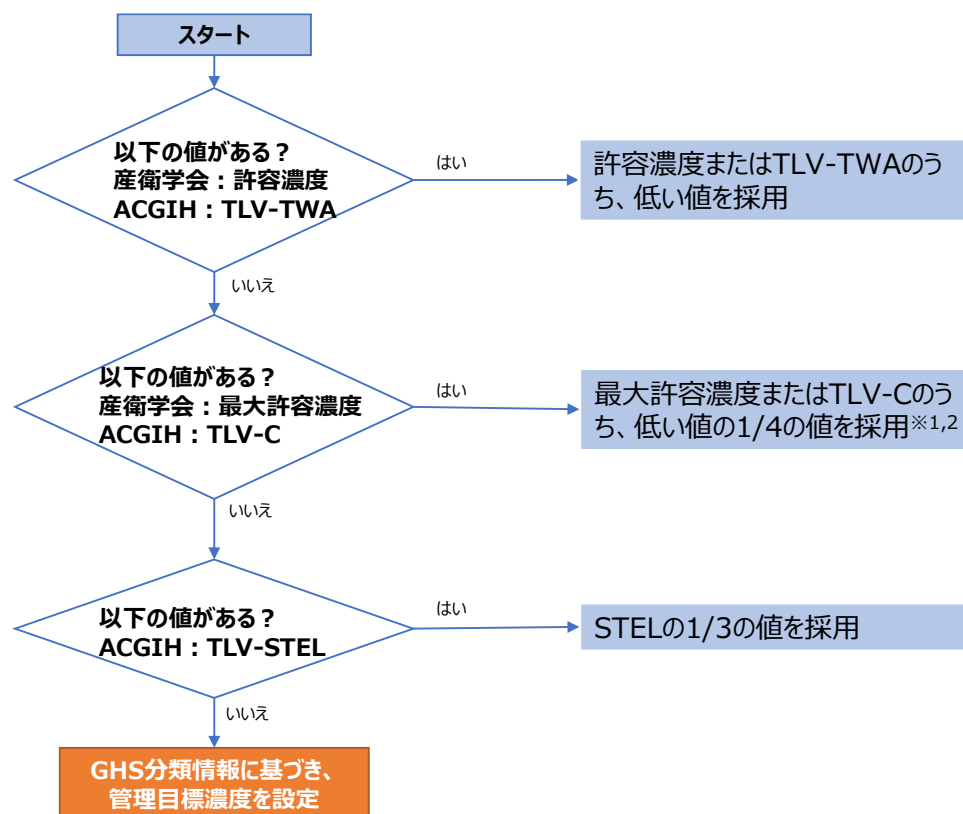 スタート
以下の値がある？
産衛学会：許容濃度
ACGIH：TLV-TWA
はい
許容濃度またはTLV-TWAのう
ち、低い値を採用
いいえ
以下の値がある？
産衛学会：最大許容濃度
ACGIH：TLV-C
はい
最大許容濃度またはTLV-Cのう
ち、低い値の1/4の値を採用※1,2
いいえ
以下の値がある？
ACGIH：TLV-STEL
はい
STELの1/3の値を採用
いいえ
GHS分類情報に基づき、
管理目標濃度を設定